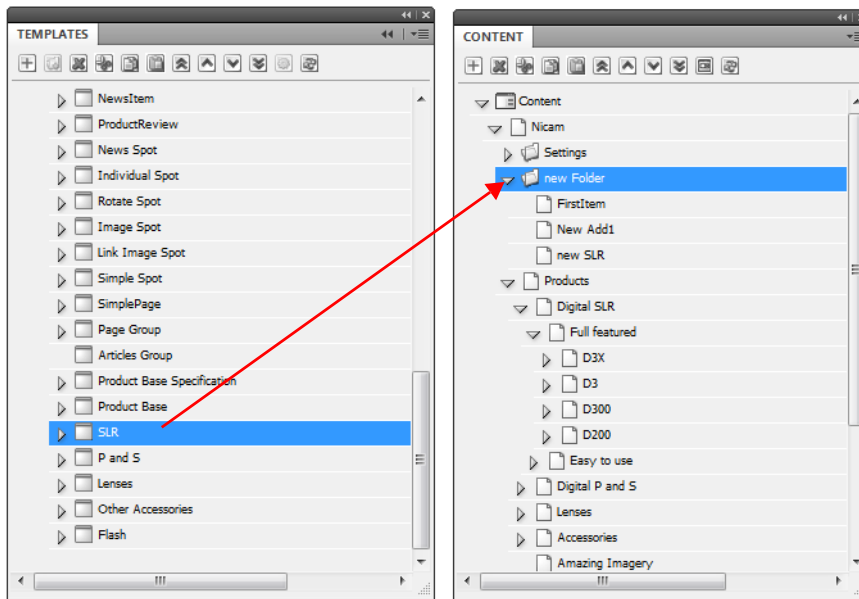 TEMPLATES
NewsItem
ProductReview
News Spot
Individual Spot
Rotate Spot
Image Spot
Link Image Spot
Simple Spot
SimplePage
Page Group
Articles Group
Product Base Specification
Product Base
SLR
P and S
Lenses
Other Accessories
Flash
CONTENT
Content
Nicam
Settings
new Folder
FirstItem
New Add1
new SLR
Products
Digital SLR
Full featured
D3X
D3
D300
D200
Easy to use
Digital P and S
Lenses
Accessories
Amazing Imagery